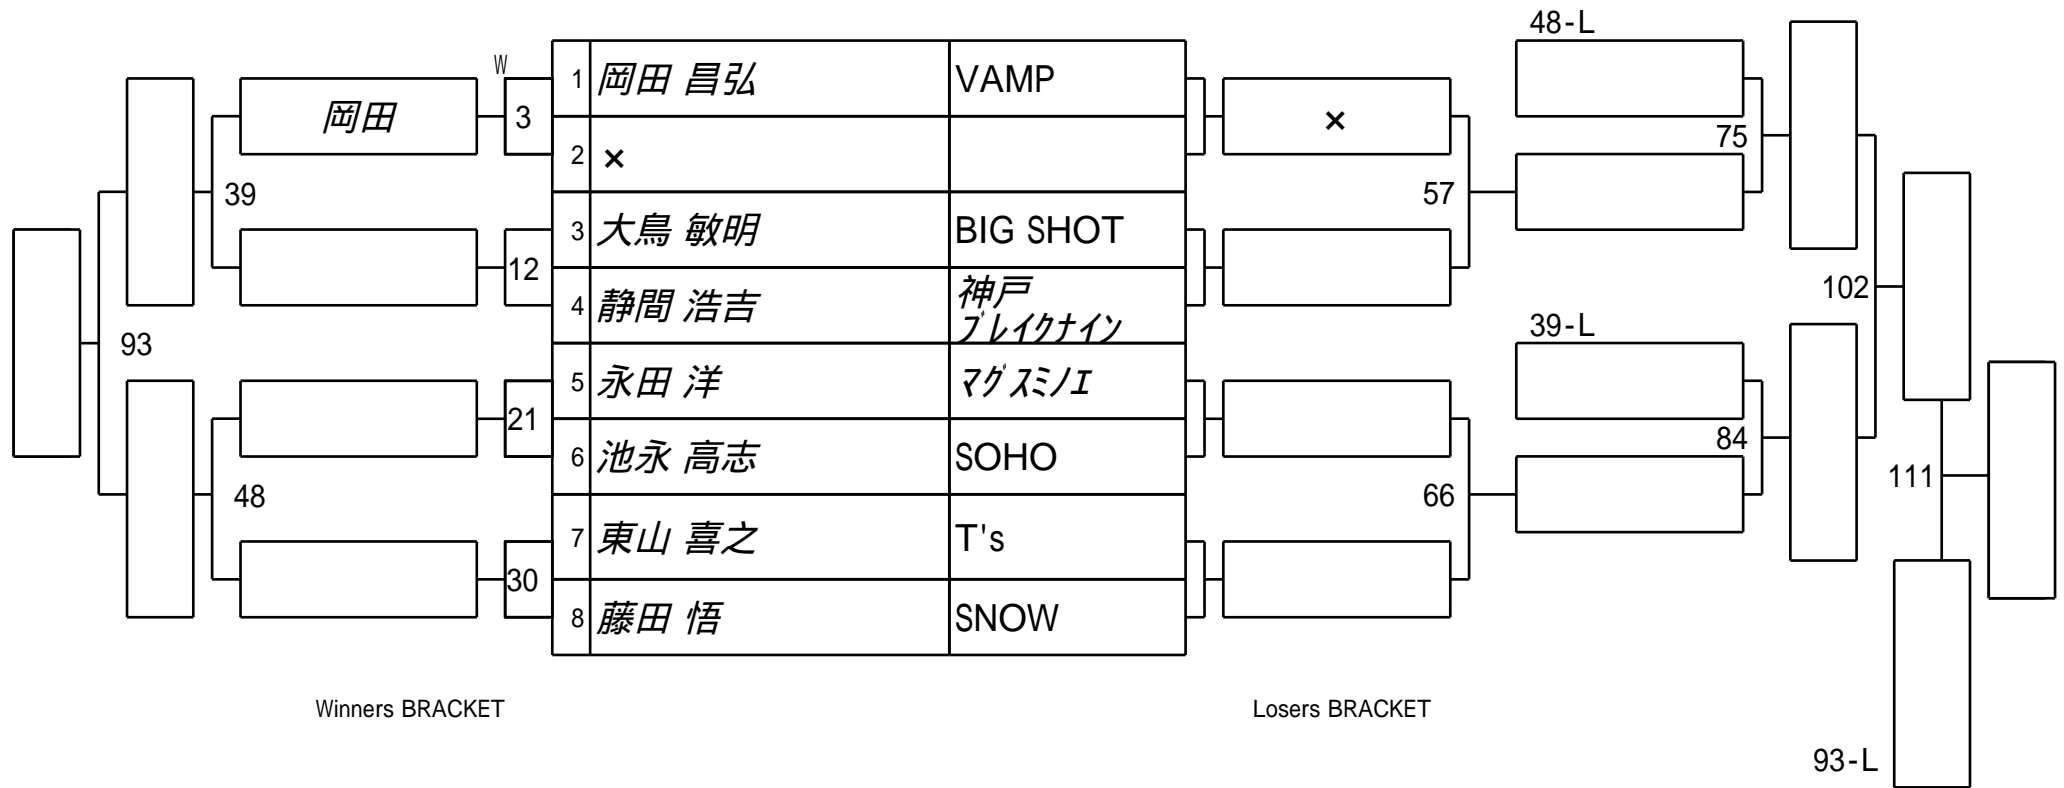 48-L
W
1 岡田 昌弘 VAMP
岡田 3 × 75
2 ×
39 57
3 大鳥 敏明 BIG SHOT
12
4 静間 浩吉 神戸
ブレイクナイン
102
39-L
93
5 永田 洋 マグスミノエ
21
6 池永 高志 SOHO
84
48 66 111
7 東山 喜之 T's
30
8 藤田 悟 SNOW
Winners BRACKET Losers BRACKET
93-L